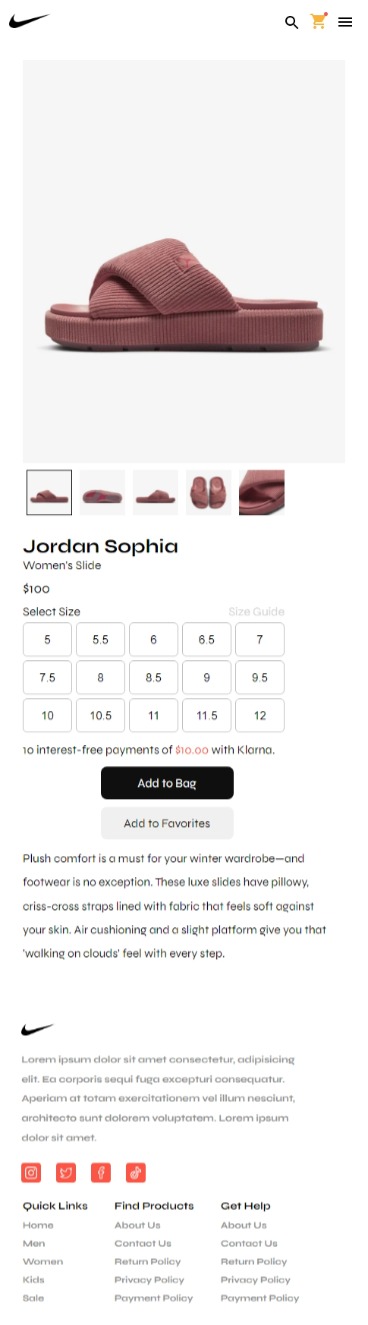 Jordan Sophia
Women's Slide
$100
Select Size Size Guide
5 5.5 6 6.5 7
7.5 8 8.5 9 9.5
10 10.5 11 11.5 12
10 interest-free payments of $10.00 with Klarna.
Add to Bag
Add to Favorites
Plush comfort is a must for your winter wardrobe—and
footwear is no exception. These luxe slides have pillowy,
criss-cross straps lined with fabric that feels soft against
your skin. Air cushioning and a slight platform give you that
'walking on clouds' feel with every step.
Lorem ipsum dolor sit amet consectetur, adipisicing
elit. Ea corporis sequi fuga excepturi consequatur.
Aperiam at totam exercitationem vel illum nesciunt,
architecto sunt dolorem voluptatem. Lorem ipsum
dolor sit amet.
Quick Links Find Products Get Help
Home About Us About Us
Men Contact Us Contact Us
Women Return Policy Return Policy
Kids Privacy Policy Privacy Policy
Sale Payment Policy Payment Policy